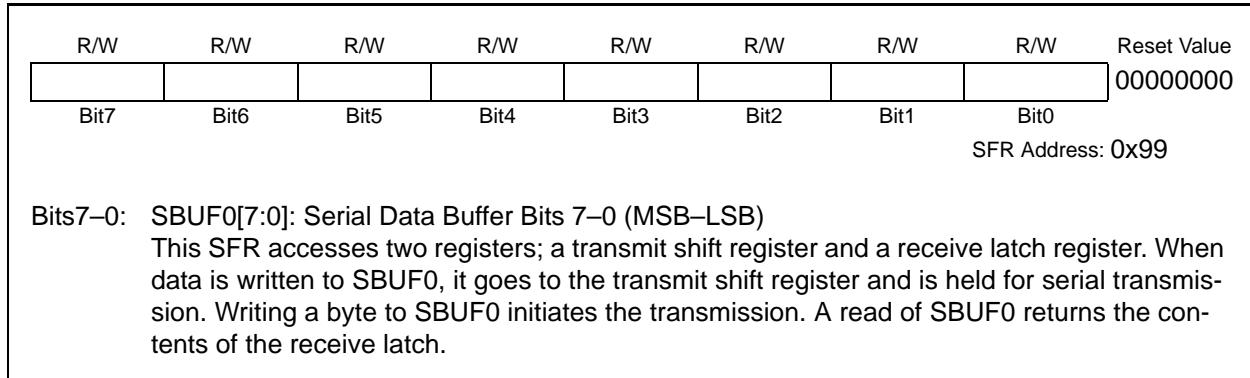 R/W R/W R/W R/W R/W R/W R/W R/W Reset Value
00000000
Bit7 Bit6 Bit5 Bit4 Bit3 Bit2 Bit1 Bit0
SFR Address: 0x99
Bits7–0: SBUF0[7:0]: Serial Data Buffer Bits 7–0 (MSB–LSB)
This SFR accesses two registers; a transmit shift register and a receive latch register. When
data is written to SBUF0, it goes to the transmit shift register and is held for serial transmis-
sion. Writing a byte to SBUF0 initiates the transmission. A read of SBUF0 returns the con-
tents of the receive latch.